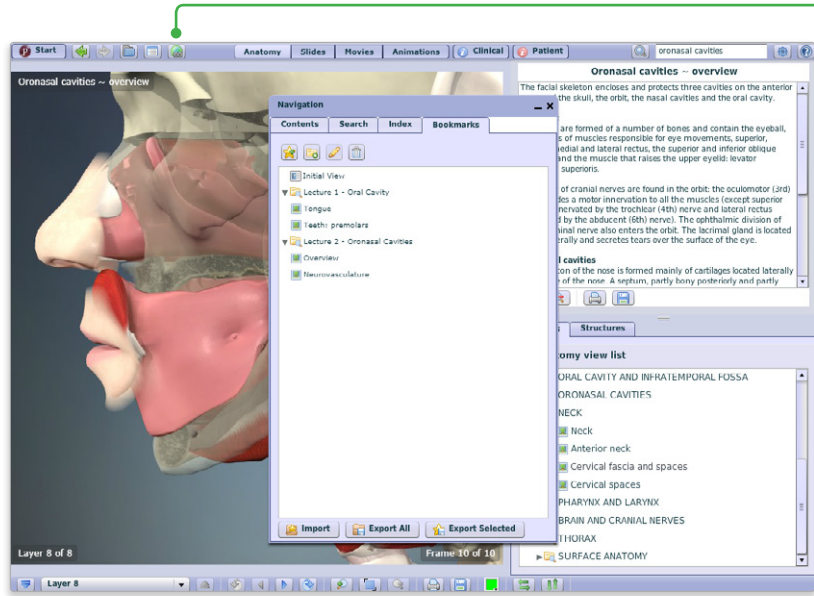 Start
Anatomy Slides Movies Animations Clinical Patient
oronasal cavities
Oronasal cavities ~ overview
Oronasal cavities ~ overview
The facial skeleton encloses and protects three cavities on the anterior
the skull, the orbit, the nasal cavities and the oral cavity.
are formed of a number of bones and contain the eyeball,
s of muscles responsible for eye movements, superior,
edial and lateral rectus, the superior and inferior oblique
and the muscle that raises the upper eyelid: levator
superioris.
of cranial nerves are found in the orbit: the oculomotor (3rd)
des a motor innervation to all the muscles (except superior
nervated by the trochlear (4th) nerve and lateral rectus
d by the abducent (6th) nerve). The ophthalmic division of
minal nerve also enters the orbit. The lacrimal gland is located
erally and secretes tears over the surface of the eye.
l cavities
ton of the nose is formed mainly of cartilages located laterally
of the nose. A septum, partly bony posteriorly and partly
Navigation
Contents Search Index Bookmarks
Initial View
Lecture 1 - Oral Cavity
Tongue
Teeth: premolars
Lecture 2 - Oronasal Cavities
Overview
Neurovasculature
Import Export All Export Selected
Structures
omy view list
ORAL CAVITY AND INFRATEMPORAL FOSSA
ORONASAL CAVITIES
NECK
Neck
Anterior neck
Cervical fascia and spaces
Cervical spaces
PHARYNX AND LARYNX
BRAIN AND CRANIAL NERVES
THORAX
SURFACE ANATOMY
Layer 8 of 8
Frame 10 of 10
Layer 8